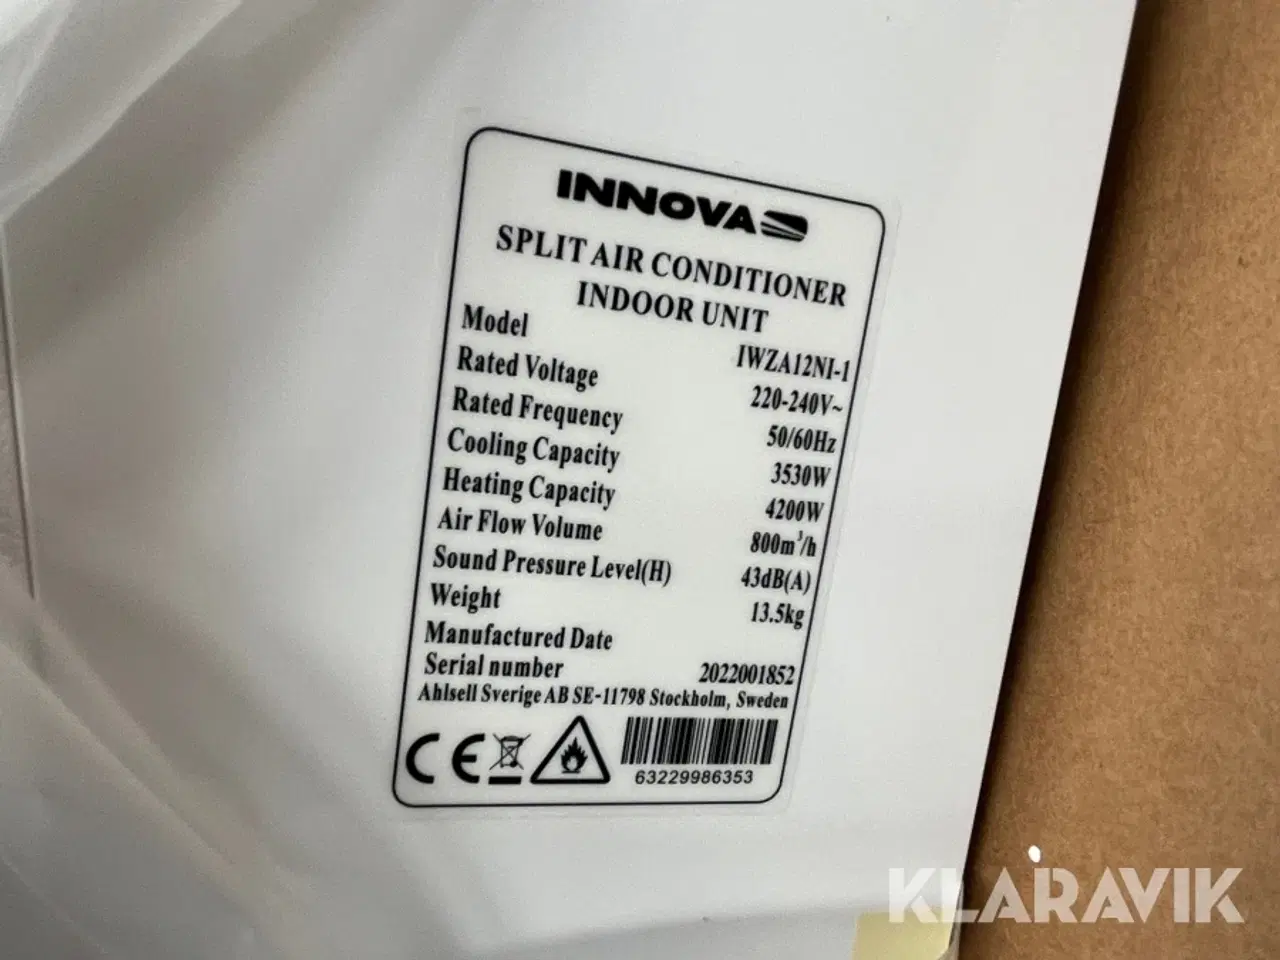 INNOVA
SPLIT AIR CONDITIONER
INDOOR UNIT
Model IWZA12NI-1
Rated Voltage 220-240V~
Rated Frequency 50/60Hz
Cooling Capacity 3530W
Heating Capacity 4200W
Air Flow Volume 800m³/h
Sound Pressure Level(H) 43dB(A)
Weight 13.5kg
Manufactured Date
Serial number 2022001852
Ahlsell Sverige AB SE-11798 Stockholm, Sweden
CE
63229986353
KLARAVIK